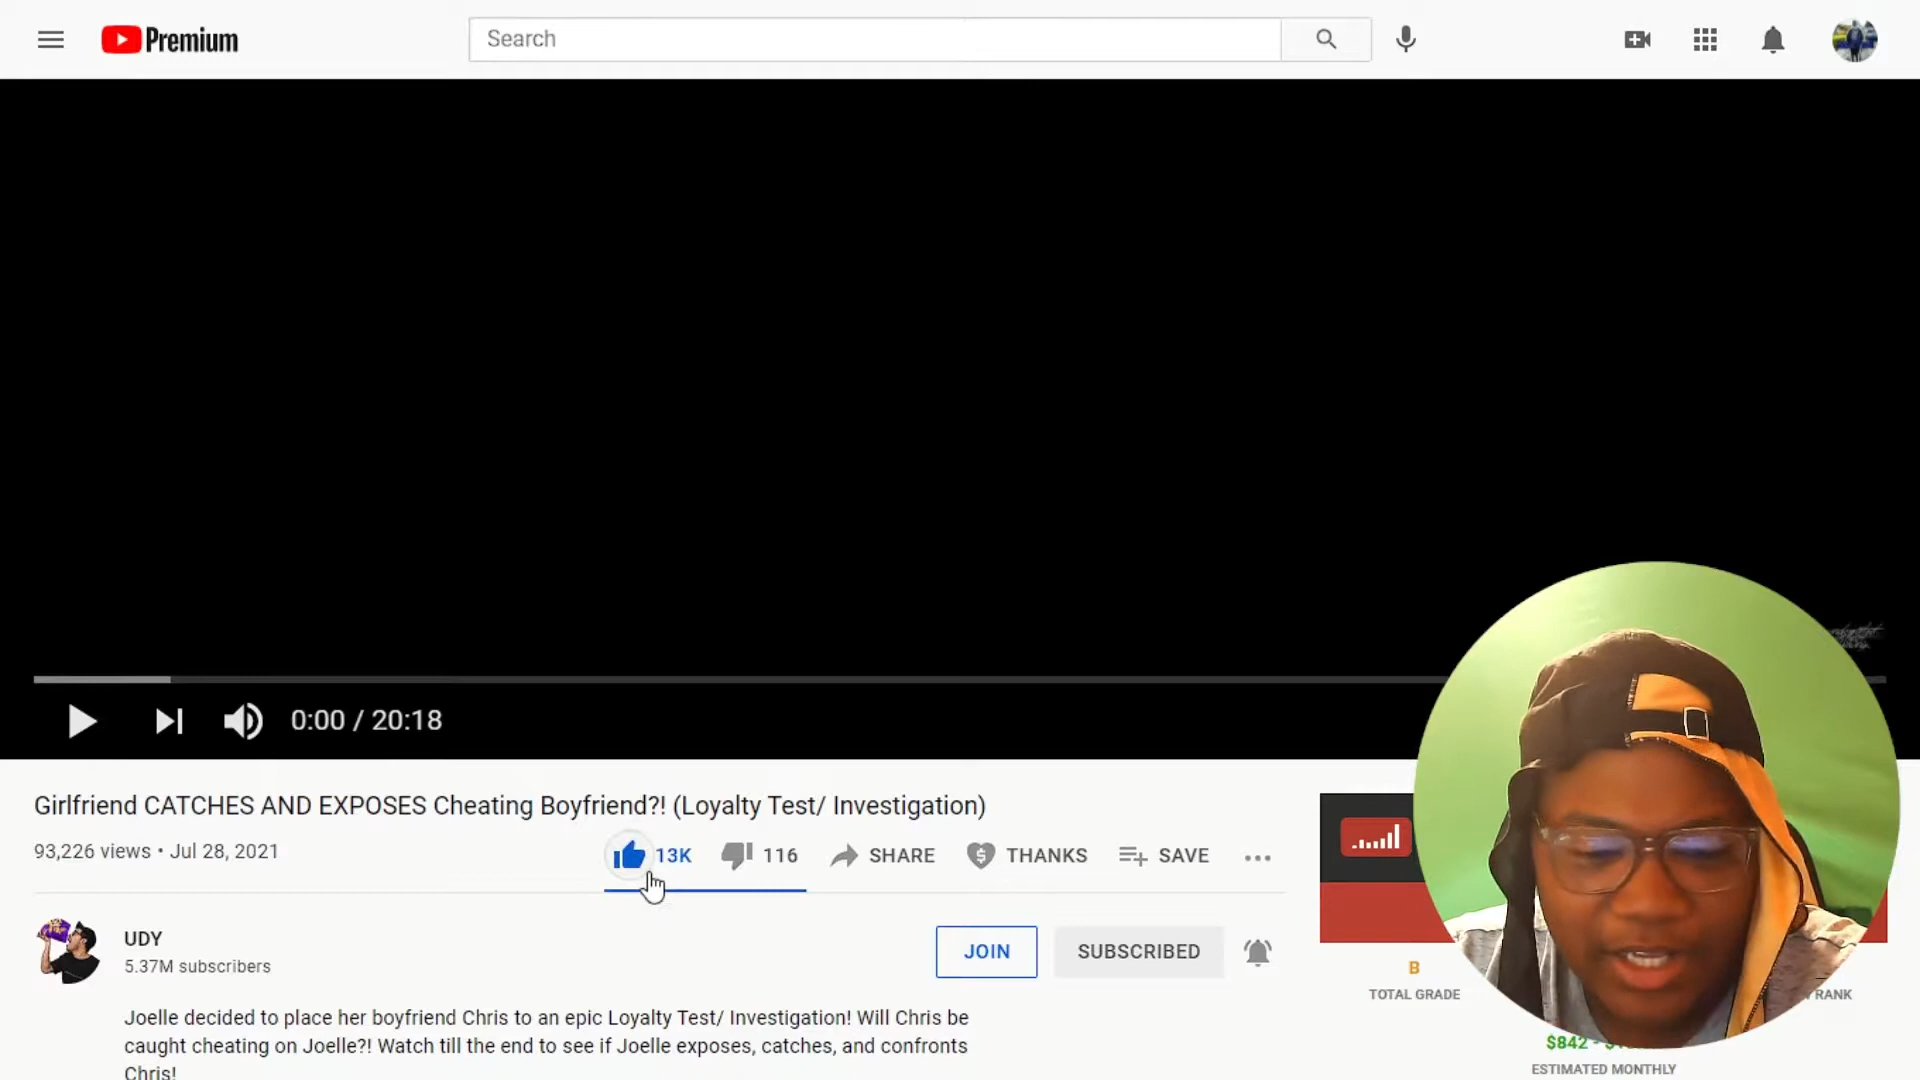 Premium
Search
0:00 / 20:18
Girlfriend CATCHES AND EXPOSES Cheating Boyfriend?! (Loyalty Test/ Investigation)
93,226 views • Jul 28, 2021
13K
116
SHARE
THANKS
SAVE
UDY
5.37M subscribers
JOIN
SUBSCRIBED
Joelle decided to place her boyfriend Chris to an epic Loyalty Test/ Investigation! Will Chris be
caught cheating on Joelle?! Watch till the end to see if Joelle exposes, catches, and confronts
Chris!
B
TOTAL GRADE
RANK
$842 -
ESTIMATED MONTHLY